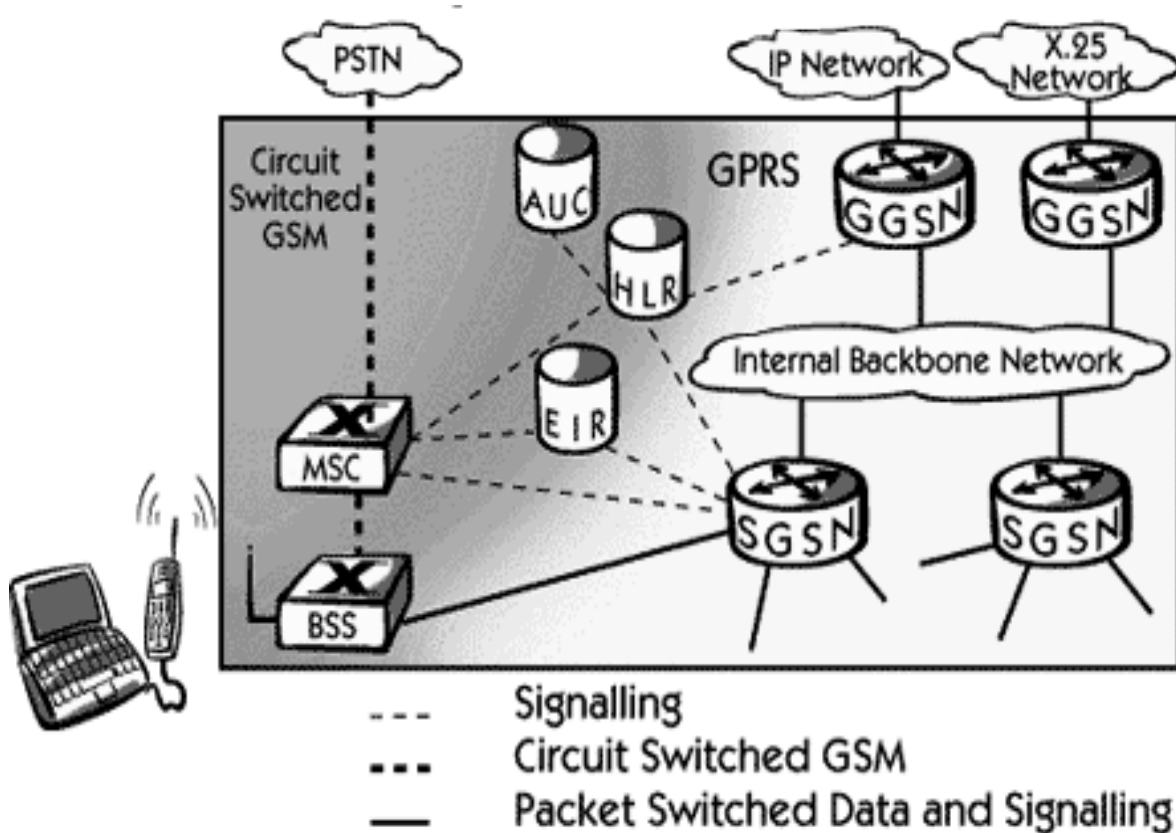 PSTN
IP Network
X.25
Network
Circuit
Switched
GSM
AUC
GPRS
GGSN
GGSN
HLR
Internal Backbone Network
EIR
MSC
SGSN
SGSN
BSS
Signalling
Circuit Switched GSM
Packet Switched Data and Signalling